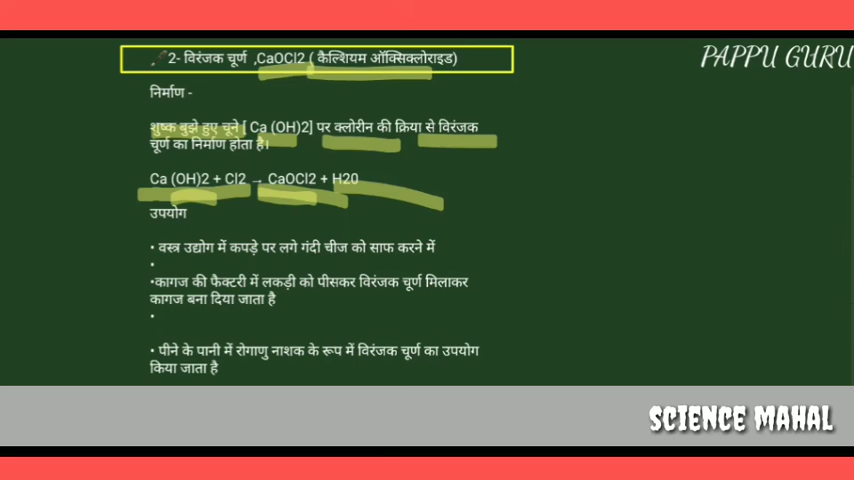 PAPPU GURU
2- विरंजक चूर्ण ,CaOCl2 ( कैल्शियम ऑक्सिक्लोराइड)
निर्माण -
शुष्क बुझे हुए चूने [ Ca (OH)2] पर क्लोरीन की क्रिया से विरंजक
चूर्ण का निर्माण होता है।
Ca (OH)2 + Cl2 → CaOCl2 + H20
उपयोग
• वस्त्र उद्योग में कपड़े पर लगे गंदी चीज को साफ करने में
•
•कागज की फैक्टरी में लकड़ी को पीसकर विरंजक चूर्ण मिलाकर
कागज बना दिया जाता है
•
• पीने के पानी में रोगाणु नाशक के रूप में विरंजक चूर्ण का उपयोग
किया जाता है
SCIENCE MAHAL